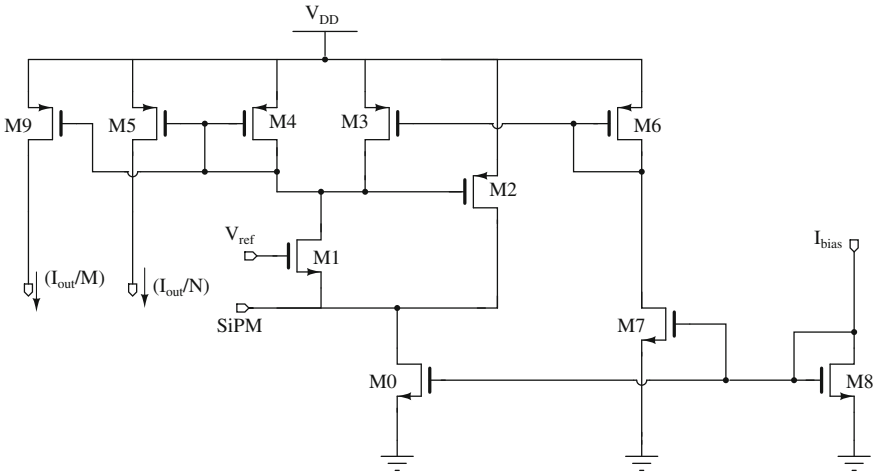 V_DD
M9
M5
M4
M3
M6
M2
V_ref
M1
I_bias
(I_out/M)
(I_out/N)
SiPM
M7
M0
M8